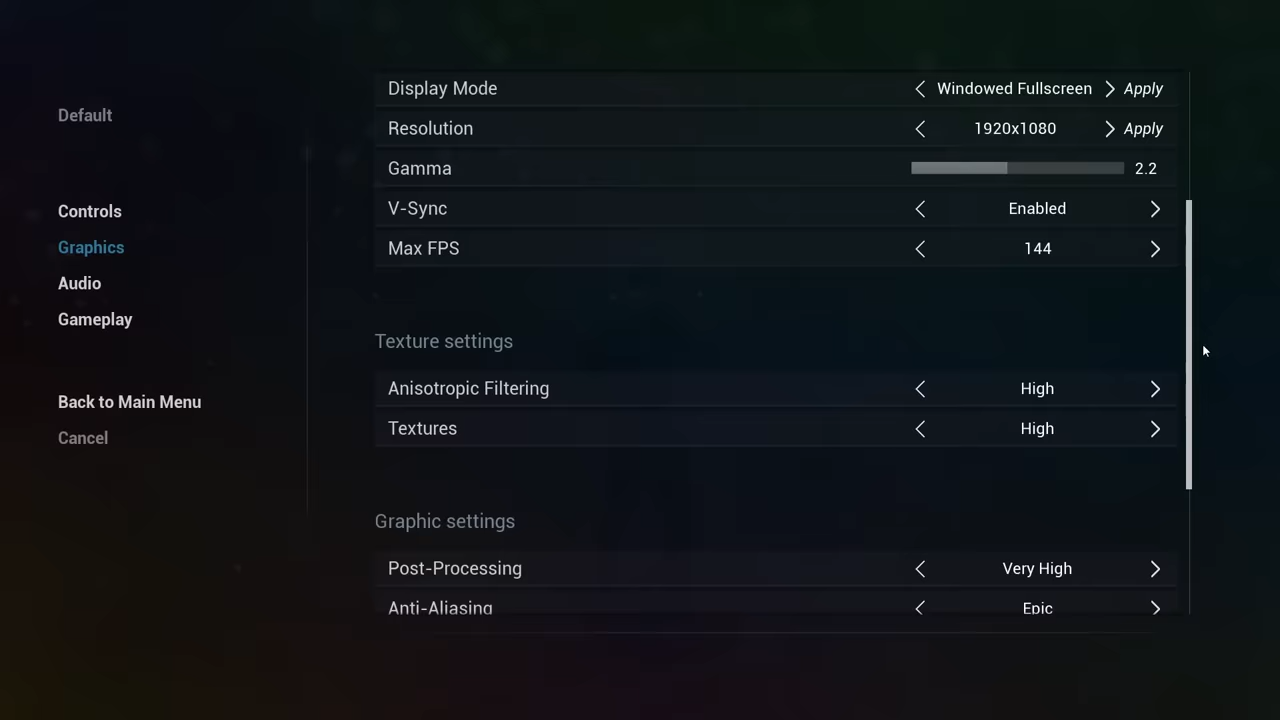 Default
Controls
Graphics
Audio
Gameplay
Back to Main Menu
Cancel
Display Mode Windowed Fullscreen Apply
Resolution 1920x1080 Apply
Gamma 2.2
V-Sync Enabled
Max FPS 144
Texture settings
Anisotropic Filtering High
Textures High
Graphic settings
Post-Processing Very High
Anti-Aliasing Epic